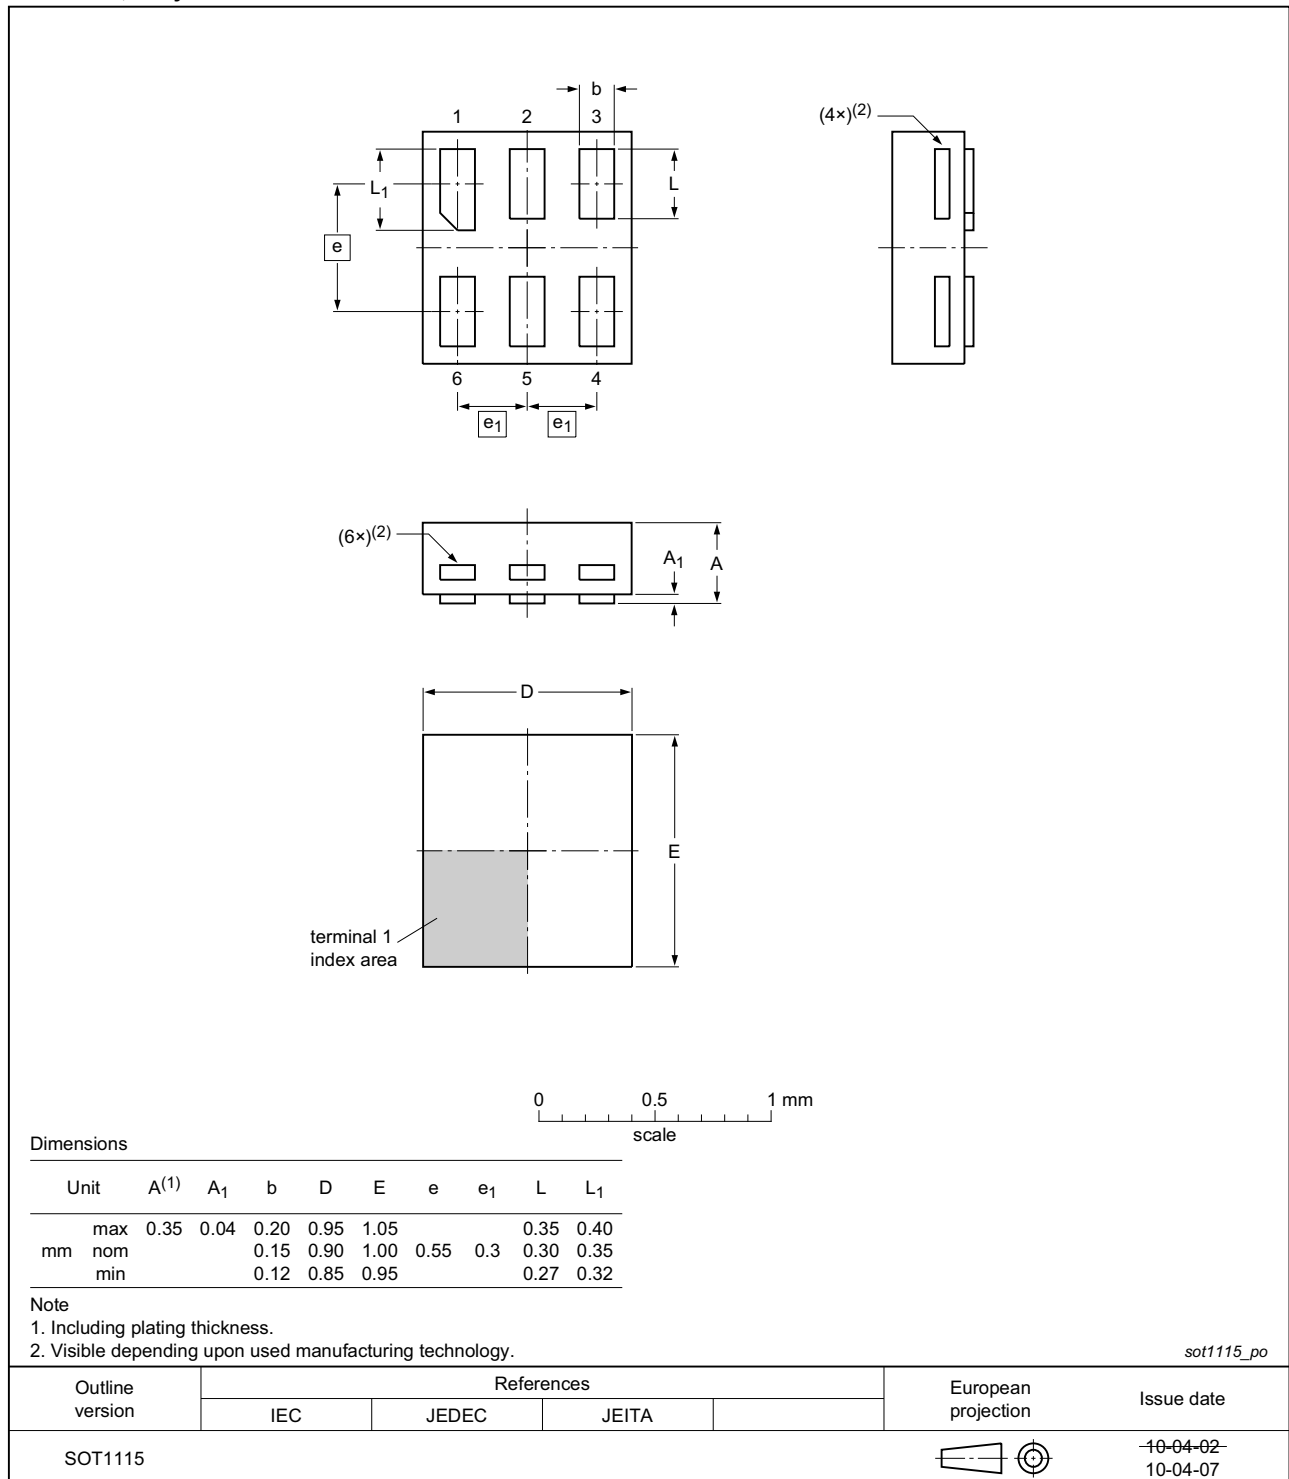 b
1 2 3
(4×)(2)
L1
L
e
6 5 4
e1 e1
(6×)(2)
A1 A
D
E
terminal 1
index area
0 0.5 1 mm
scale
Dimensions
Unit A(1) A1 b D E e e1 L L1
max 0.35 0.04 0.20 0.95 1.05 0.35 0.40
mm nom 0.15 0.90 1.00 0.55 0.3 0.30 0.35
min 0.12 0.85 0.95 0.27 0.32
Note
1. Including plating thickness.
2. Visible depending upon used manufacturing technology.
sot1115_po
Outline
version
References
IEC JEDEC JEITA
European
projection
Issue date
SOT1115
10-04-02
10-04-07